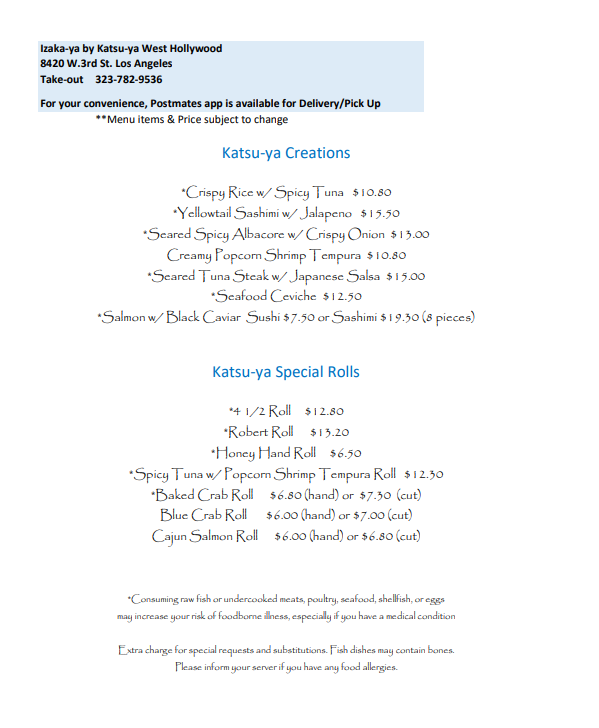 Izaka-ya by Katsu-ya West Hollywood
8420 W.3rd St. Los Angeles
Take-out 323-782-9536
For your convenience, Postmates app is available for Delivery/Pick Up
**Menu items & Price subject to change
Katsu-ya Creations
*Crispy Rice w/ Spicy Tuna $10.80
*Yellowtail Sashimi w/ Jalapeno $15.50
*Seared Spicy Albacore w/ Crispy Onion $13.00
Creamy Popcorn Shrimp Tempura $10.80
*Seared Tuna Steak w/ Japanese Salsa $15.00
*Seafood Ceviche $12.50
*Salmon w/ Black Caviar Sushi $7.50 or Sashimi $19.30 (8 pieces)
Katsu-ya Special Rolls
*4 1/2 Roll $12.80
*Robert Roll $13.20
*Honey Hand Roll $6.50
*Spicy Tuna w/ Popcorn Shrimp Tempura Roll $12.30
*Baked Crab Roll $6.80 (hand) or $7.30 (cut)
Blue Crab Roll $6.00 (hand) or $7.00 (cut)
Cajun Salmon Roll $6.00 (hand) or $6.80 (cut)
*Consuming raw fish or undercooked meats, poultry, seafood, shellfish, or eggs
may increase your risk of foodborne illness, especially if you have a medical condition
Extra charge for special requests and substitutions. Fish dishes may contain bones.
Please inform your server if you have any food allergies.